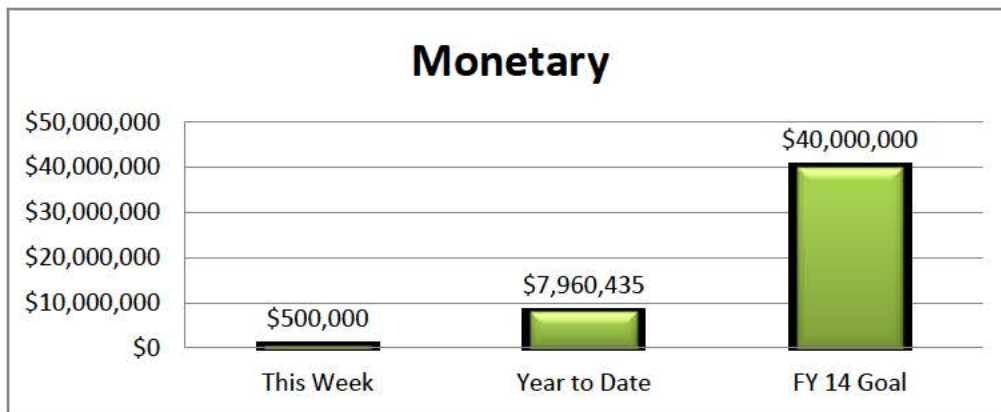 Monetary
$50,000,000
$40,000,000
$30,000,000
$20,000,000
$10,000,000
$0
$500,000
$7,960,435
$40,000,000
This Week
Year to Date
FY 14 Goal